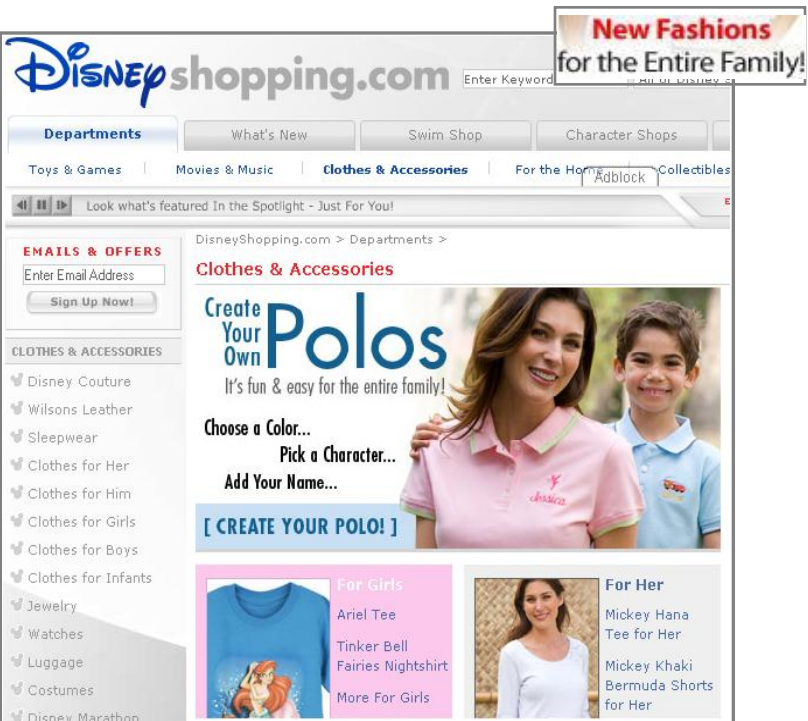 New Fashions
for the Entire Family!
Disney shopping.com
Enter Keyword
Departments
What's New
Swim Shop
Character Shops
Toys & Games
Movies & Music
Clothes & Accessories
For the Home
Adblock
Collectibles
Look what's featured In the Spotlight - Just For You!
EMAILS & OFFERS
Enter Email Address
Sign Up Now!
CLOTHES & ACCESSORIES
Disney Couture
Wilsons Leather
Sleepwear
Clothes for Her
Clothes for Him
Clothes for Girls
Clothes for Boys
Clothes for Infants
Jewelry
Watches
Luggage
Costumes
Disney Marathon
DisneyShopping.com > Departments >
Clothes & Accessories
Create
Your
Own
Polos
It's fun & easy for the entire family!
Choose a Color...
Pick a Character...
Add Your Name...
[ CREATE YOUR POLO! ]
Jessica
For Girls
Ariel Tee
Tinker Bell
Fairies Nightshirt
More For Girls
For Her
Mickey Hana
Tee for Her
Mickey Khaki
Bermuda Shorts
for Her